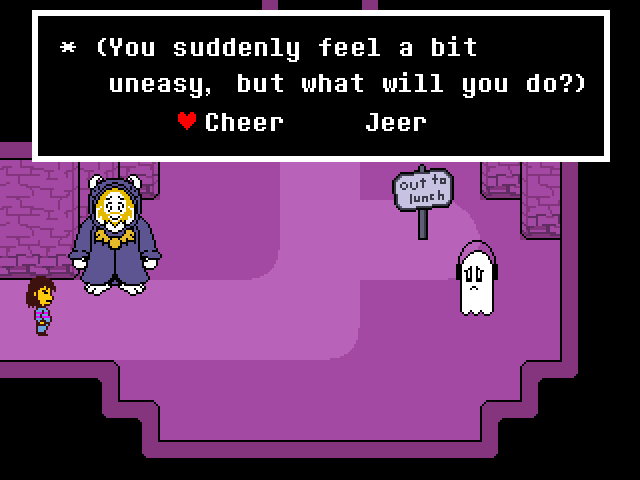 * (You suddenly feel a bit
uneasy, but what will you do?)
Cheer Jeer
out to
lunch